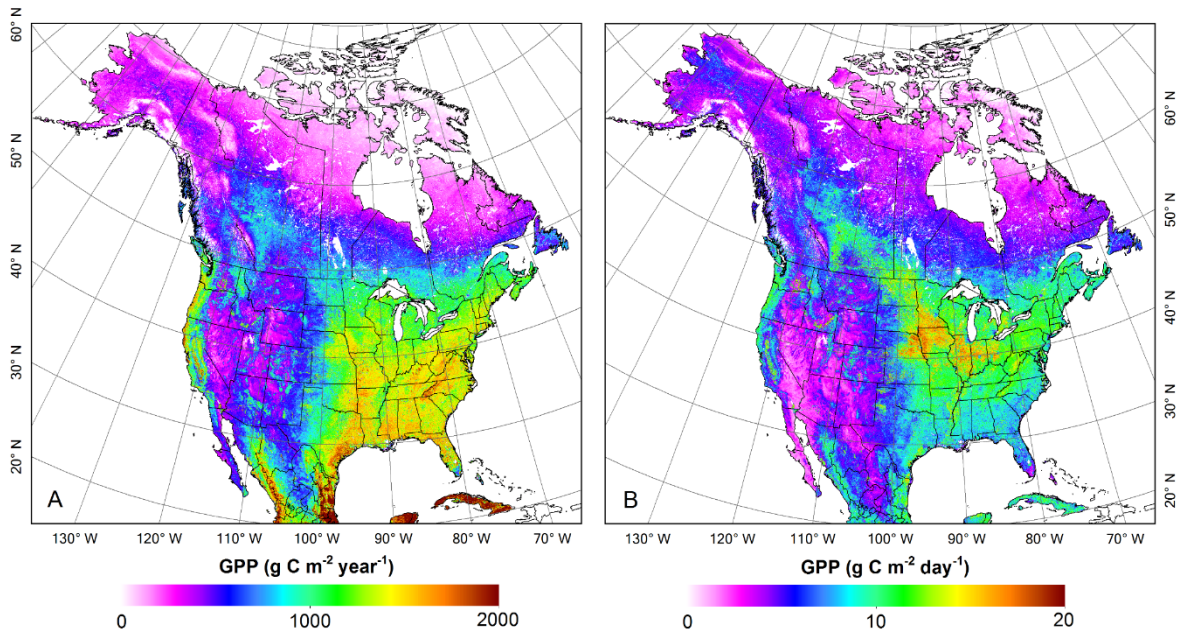 60° N
50° N
40° N
30° N
20° N
A
130° W 120° W 110° W 100° W 90° W 80° W 70° W
GPP (g C m⁻² year⁻¹)
0 1000 2000
B
60° N
50° N
40° N
30° N
20° N
130° W 120° W 110° W 100° W 90° W 80° W 70° W
GPP (g C m⁻² day⁻¹)
0 10 20